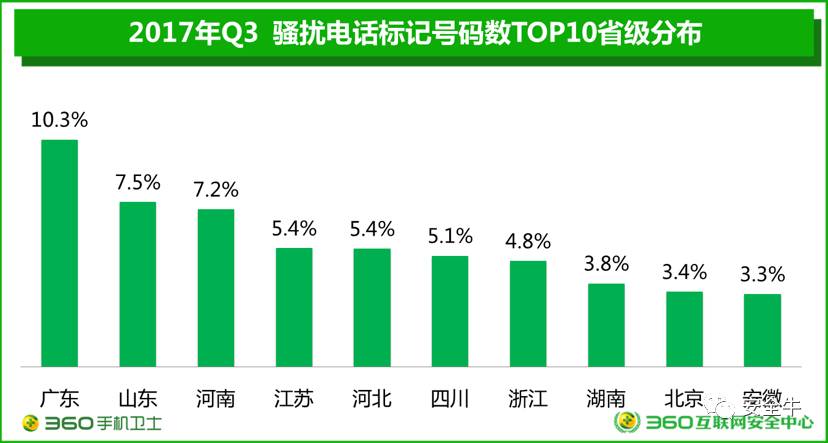 2017年Q3 骚扰电话标记号码数TOP10省级分布
10.3%
7.5%
7.2%
5.4%
5.4%
5.1%
4.8%
3.8%
3.4%
3.3%
广东 山东 河南 江苏 河北 四川 浙江 湖南 北京 安徽
安全牛
360手机卫士
360互联网安全中心